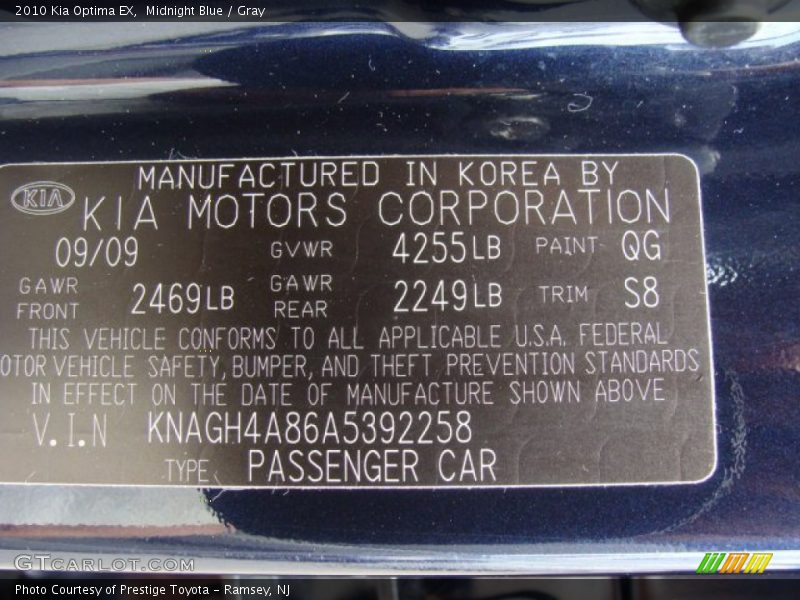 2010 Kia Optima EX, Midnight Blue / Gray
MANUFACTURED IN KOREA BY
KIA KIA MOTORS CORPORATION
09/09 GVWR 4255LB PAINT QG
GAWR FRONT 2469LB GAWR REAR 2249LB TRIM S8
THIS VEHICLE CONFORMS TO ALL APPLICABLE U.S.A. FEDERAL
OTOR VEHICLE SAFETY, BUMPER, AND THEFT PREVENTION STANDARDS
IN EFFECT ON THE DATE OF MANUFACTURE SHOWN ABOVE
V.I.N KNAGH4A86A5392258
TYPE PASSENGER CAR
GTCARLOT.COM
Photo Courtesy of Prestige Toyota - Ramsey, NJ